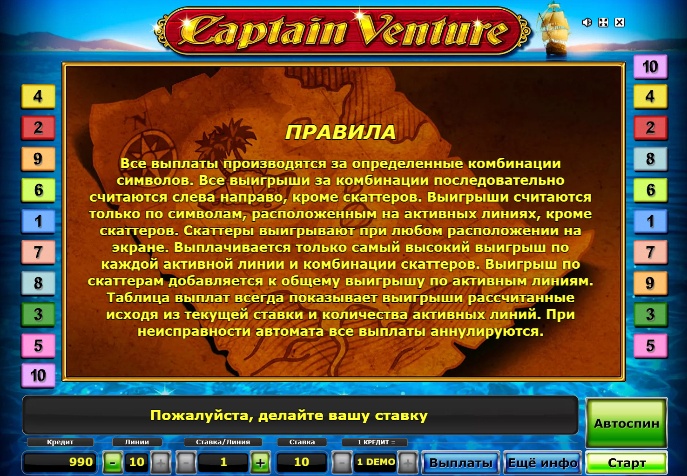 Captain Venture
10
4
4
2
2
9
8
6
6
1
1
7
7
8
9
3
3
5
5
10
ПРАВИЛА
Все выплаты производятся за определенные комбинации
символов. Все выигрыши за комбинации последовательно
считаются слева направо, кроме скаттеров. Выигрыши считаются
только по символам, расположенным на активных линиях, кроме
скаттеров. Скаттеры выигрывают при любом расположении на
экране. Выплачивается только самый высокий выигрыш по
каждой активной линии и комбинации скаттеров. Выигрыш по
скаттерам добавляется к общему выигрышу по активным линиям.
Таблица выплат всегда показывает выигрыши рассчитанные
исходя из текущей ставки и количества активных линий. При
неисправности автомата все выплаты аннулируются.
Пожалуйста, делайте вашу ставку
Автоспин
Кредит Линии Ставка/Линия Ставка 1 КРЕДИТ =
990 - 10 + - 1 + 10 - 1 DEMO + Выплаты Ещё инфо Старт